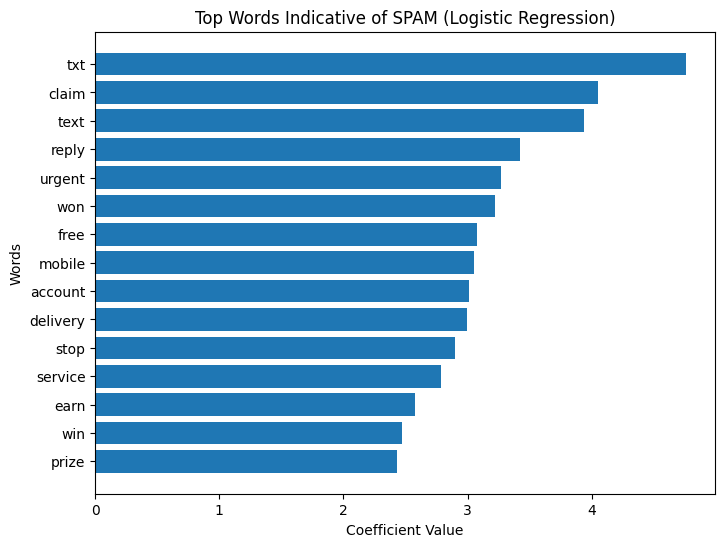 Top Words Indicative of SPAM (Logistic Regression)
txt
claim
text
reply
urgent
won
free
mobile
account
delivery
stop
service
earn
win
prize
Words
0 1 2 3 4
Coefficient Value